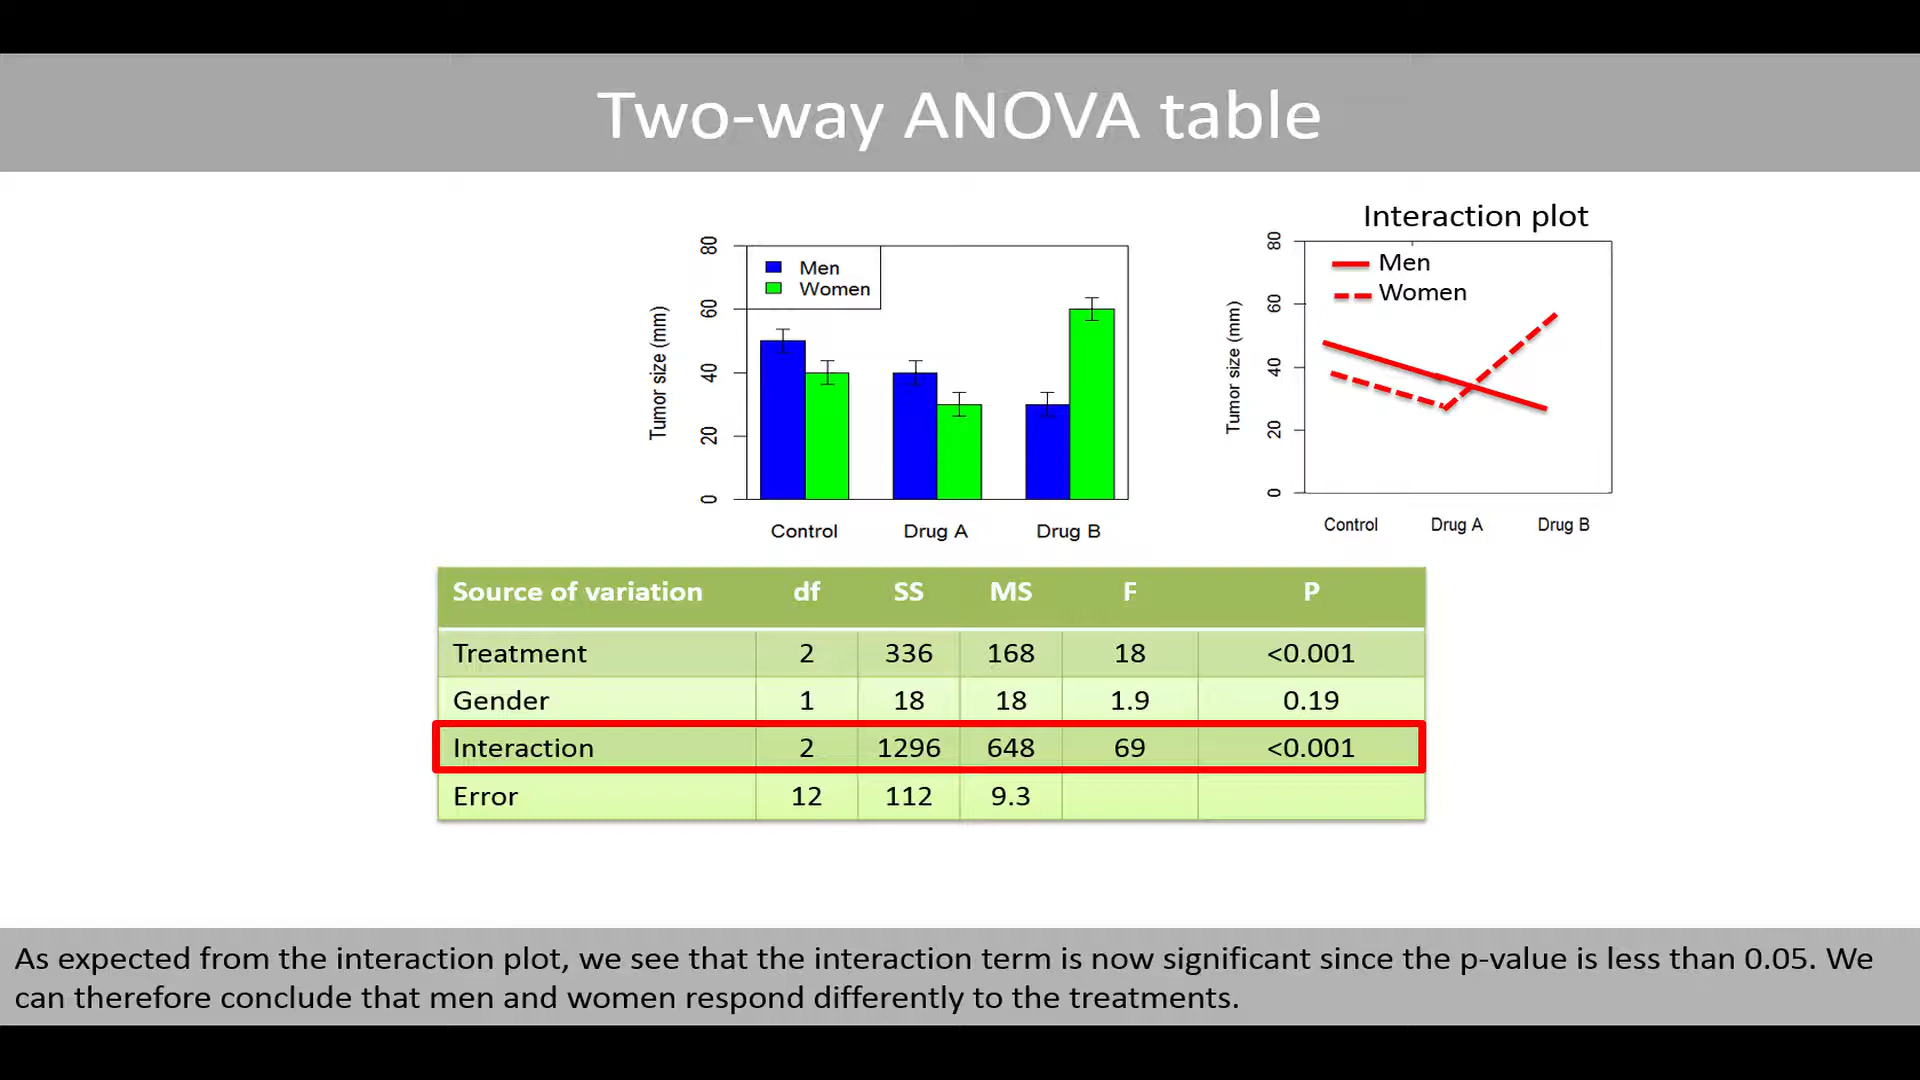 Two-way ANOVA table
Interaction plot
80
60
40
20
0
Tumor size (mm)
Men
Women
Control Drug A Drug B
80
60
40
20
0
Tumor size (mm)
Men
Women
Control Drug A Drug B
Source of variation df SS MS F P
Treatment 2 336 168 18 <0.001
Gender 1 18 18 1.9 0.19
Interaction 2 1296 648 69 <0.001
Error 12 112 9.3
As expected from the interaction plot, we see that the interaction term is now significant since the p-value is less than 0.05. We
can therefore conclude that men and women respond differently to the treatments.